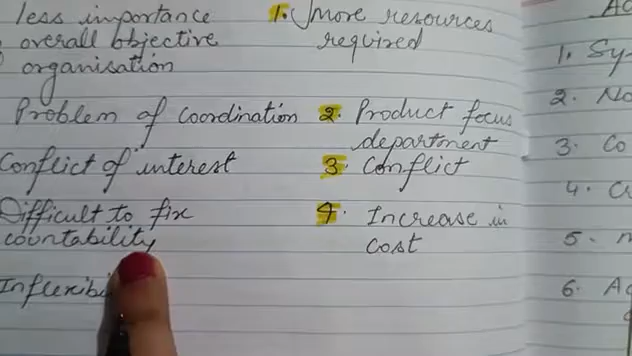 less importance
overall objective
organisation
Problem of coordination
Conflict of interest
Difficult to fix
countability
1. more resources
required
2. Product focus
department
3. Conflict
4. Increase in
cost
1. Sy
2. No
3. Co
4.
5.
6.